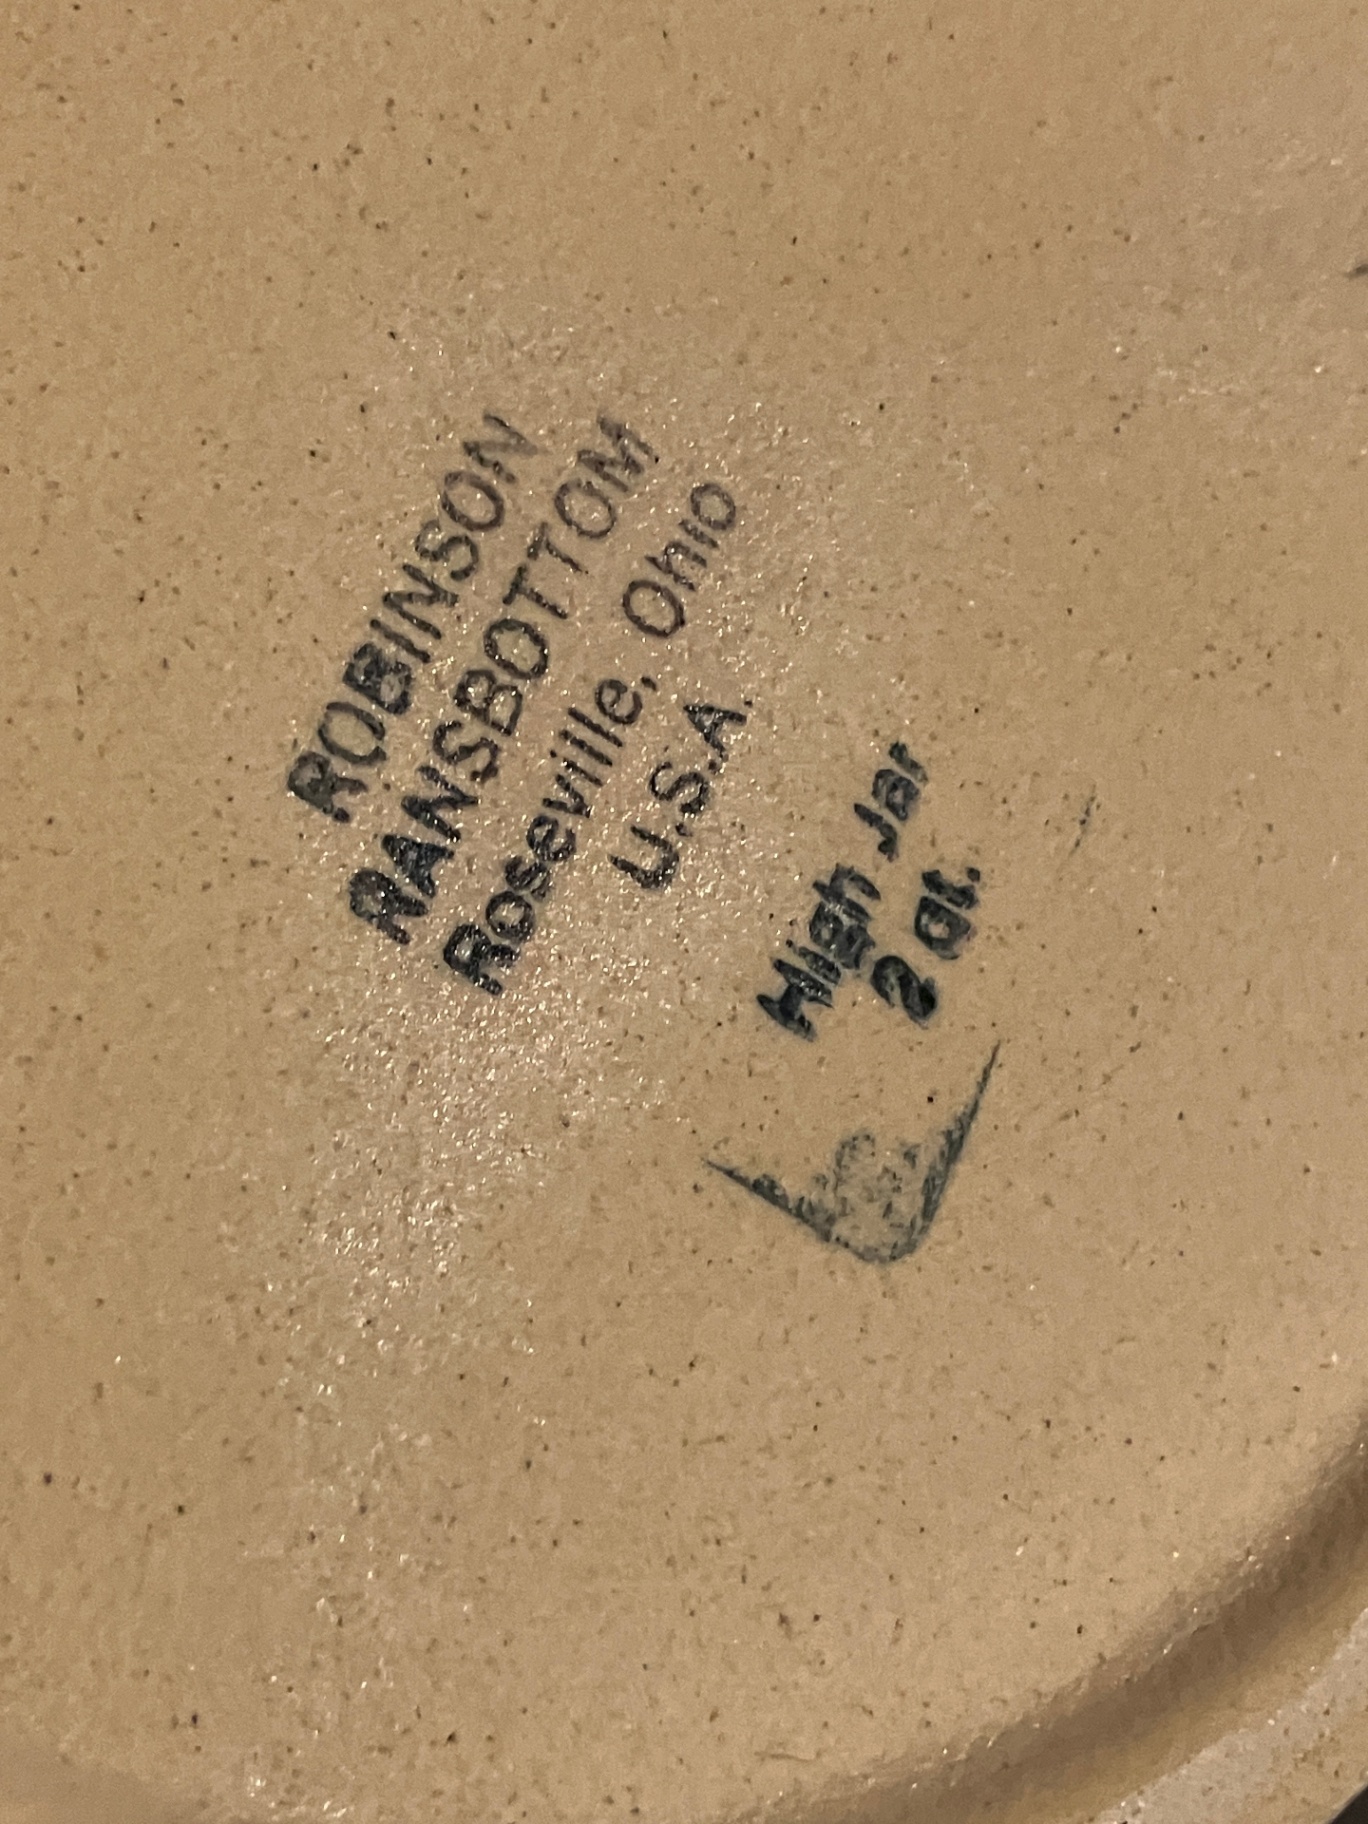 ROBINSON
RANSBOTTOM
Roseville, Ohio
U.S.A.
High Jar
2 qt.